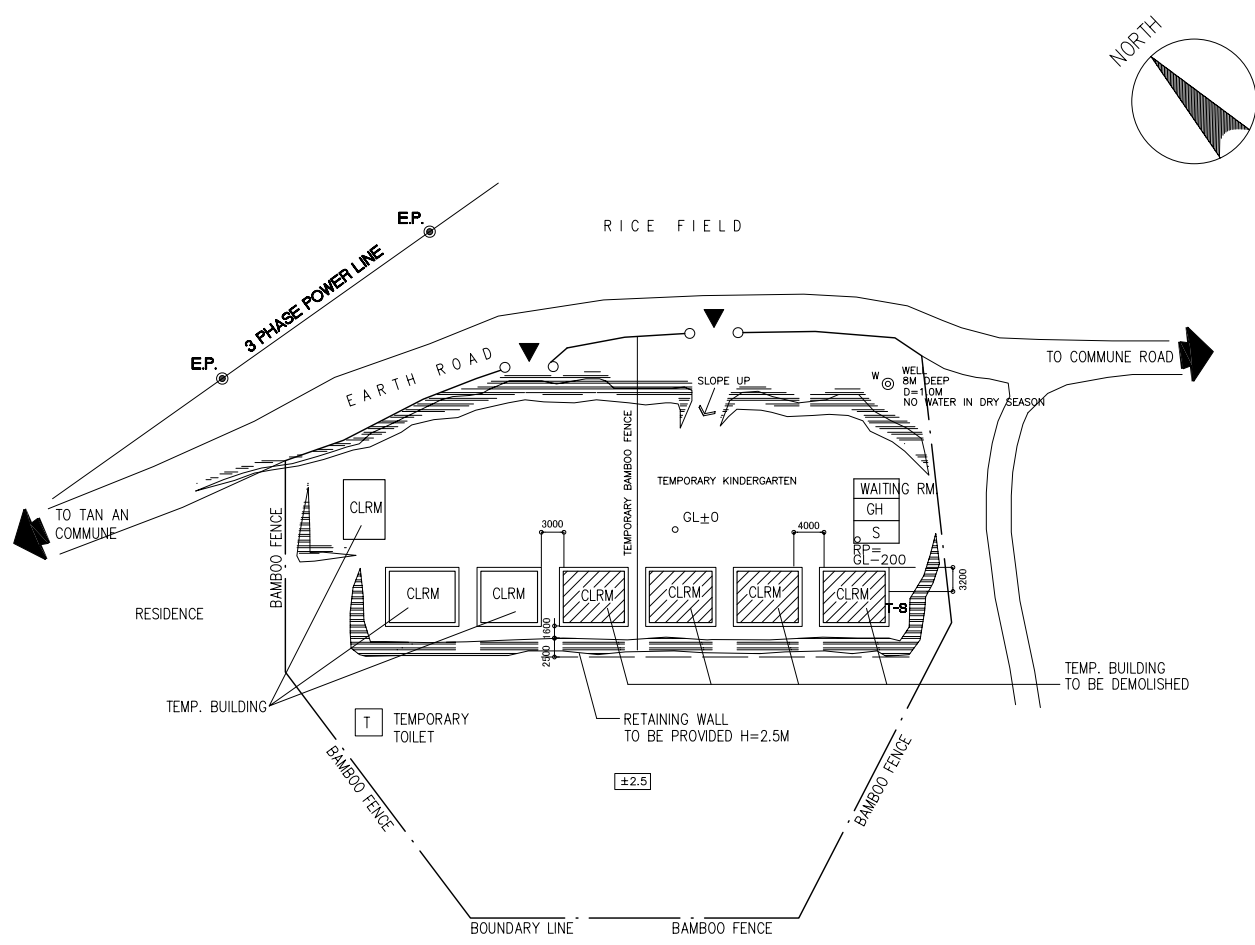 NORTH
RICE FIELD
E.P.
3 PHASE POWER LINE
E.P.
EARTH ROAD
TO COMMUNE ROAD
SLOPE UP
W
WELL
8M DEEP
D=1.0M
NO WATER IN DRY SEASON
TO TAN AN
COMMUNE
BAMBOO FENCE
CLRM
TEMPORARY BAMBOO FENCE
TEMPORARY KINDERGARTEN
GL±0
WAITING RM.
GH
S
RP=
GL-200
3000
4000
3200
RESIDENCE
CLRM
CLRM
CLRM
CLRM
CLRM
CLRM
T-8
1600
2500
TEMP. BUILDING
TEMP. BUILDING
TO BE DEMOLISHED
T
TEMPORARY
TOILET
RETAINING WALL
TO BE PROVIDED H=2.5M
±2.5
BAMBOO FENCE
BAMBOO FENCE
BOUNDARY LINE
BAMBOO FENCE